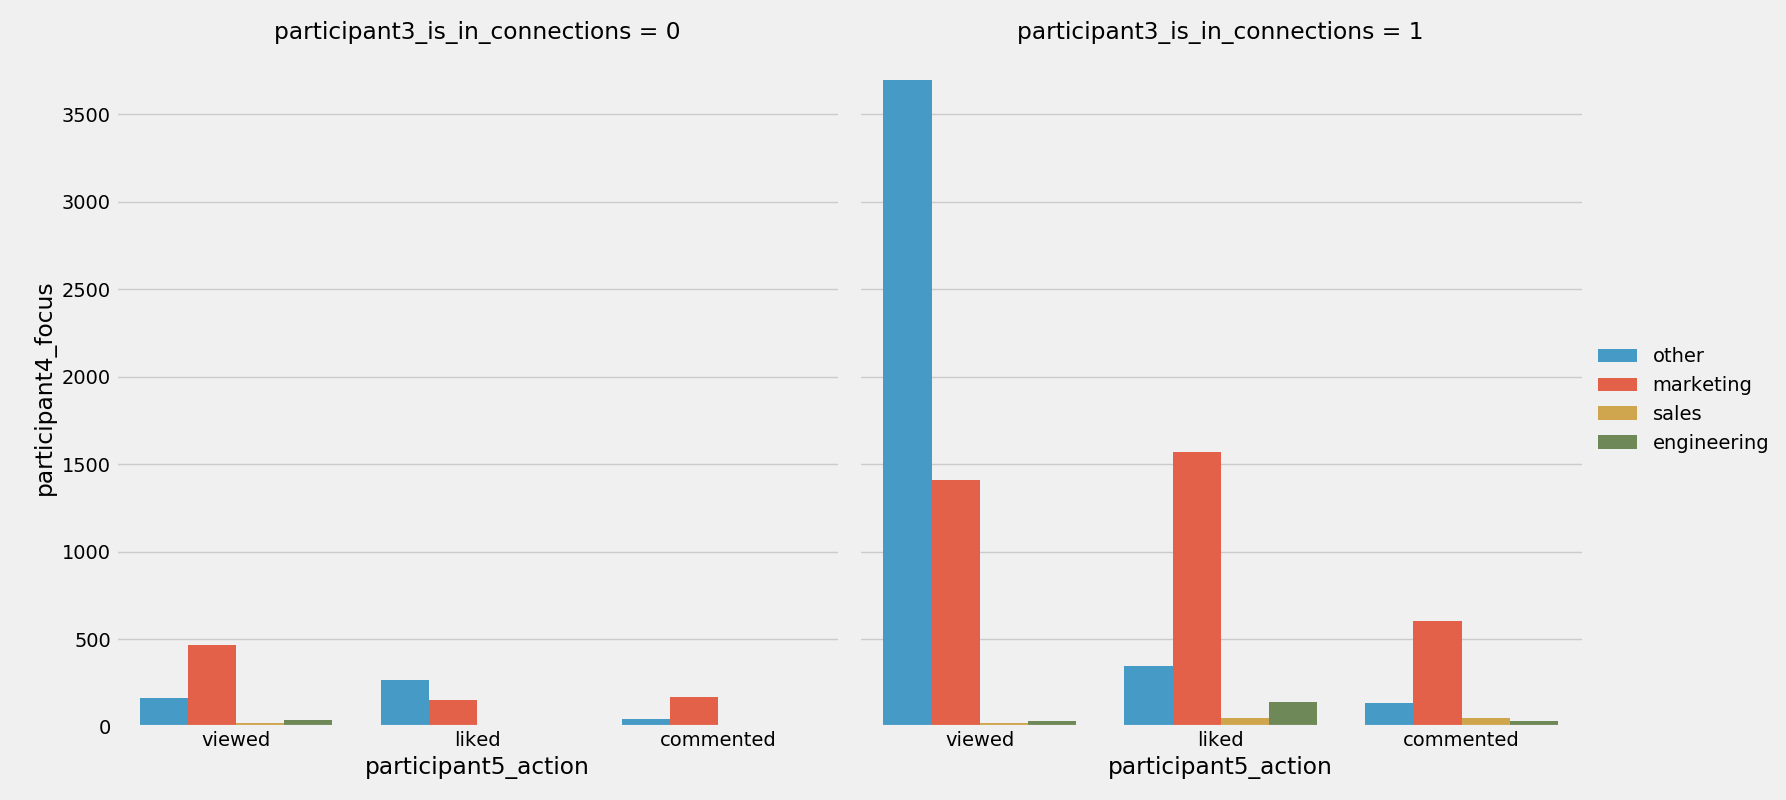 participant3_is_in_connections = 0
participant3_is_in_connections = 1
participant4_focus
3500
3000
2500
2000
1500
1000
500
0
viewed
liked
commented
participant5_action
viewed
liked
commented
participant5_action
other
marketing
sales
engineering